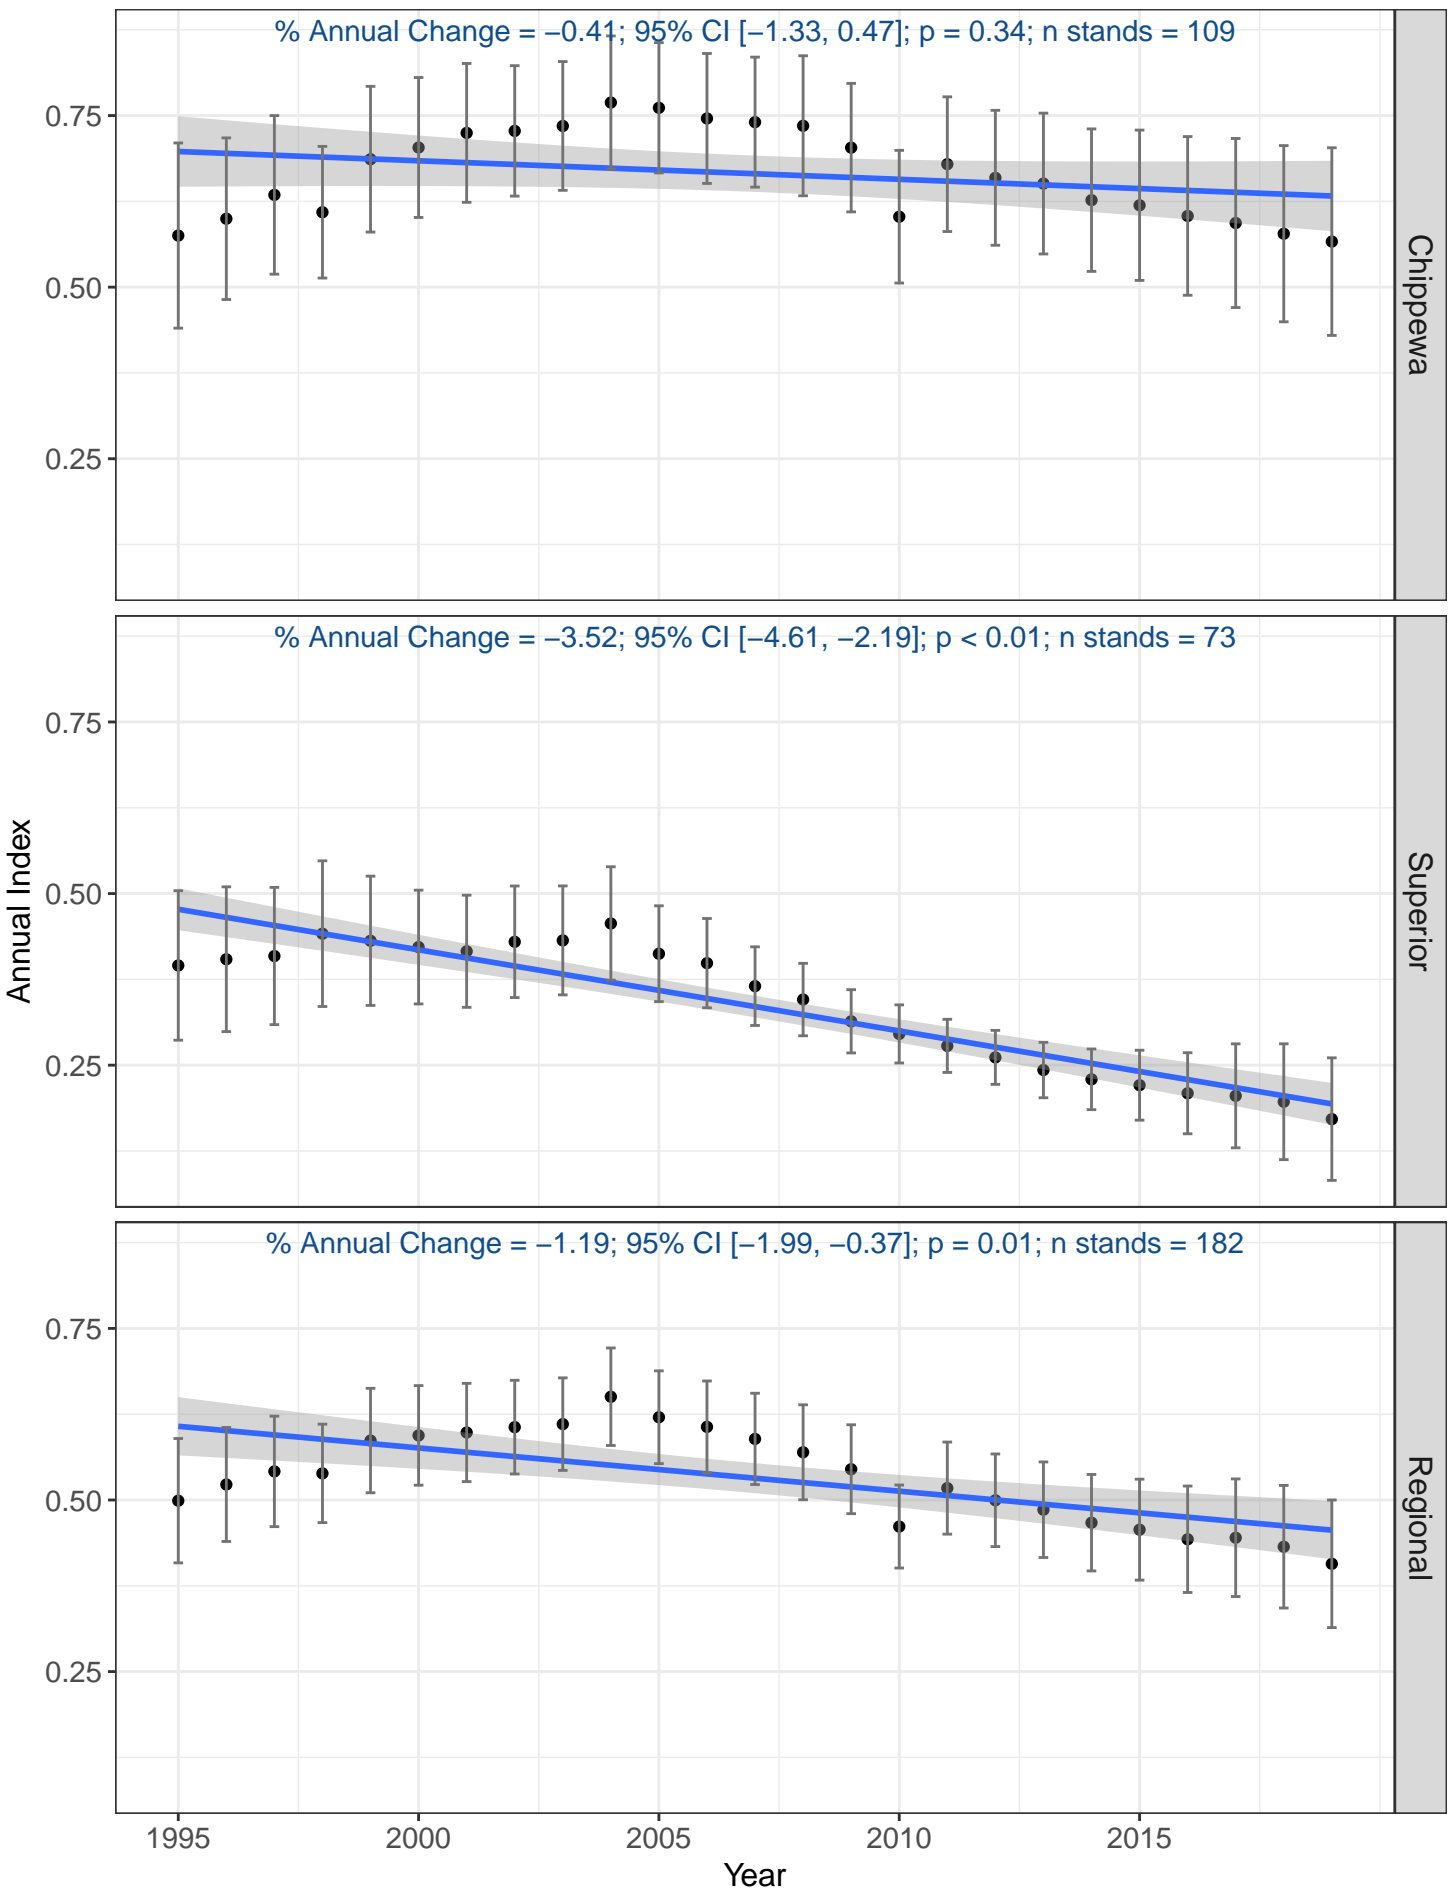 % Annual Change = −0.41; 95% CI [−1.33, 0.47]; p = 0.34; n stands = 109
0.75
0.50
0.25
Chippewa
% Annual Change = −3.52; 95% CI [−4.61, −2.19]; p < 0.01; n stands = 73
0.75
0.50
0.25
Superior
Annual Index
% Annual Change = −1.19; 95% CI [−1.99, −0.37]; p = 0.01; n stands = 182
0.75
0.50
0.25
Regional
1995 2000 2005 2010 2015
Year